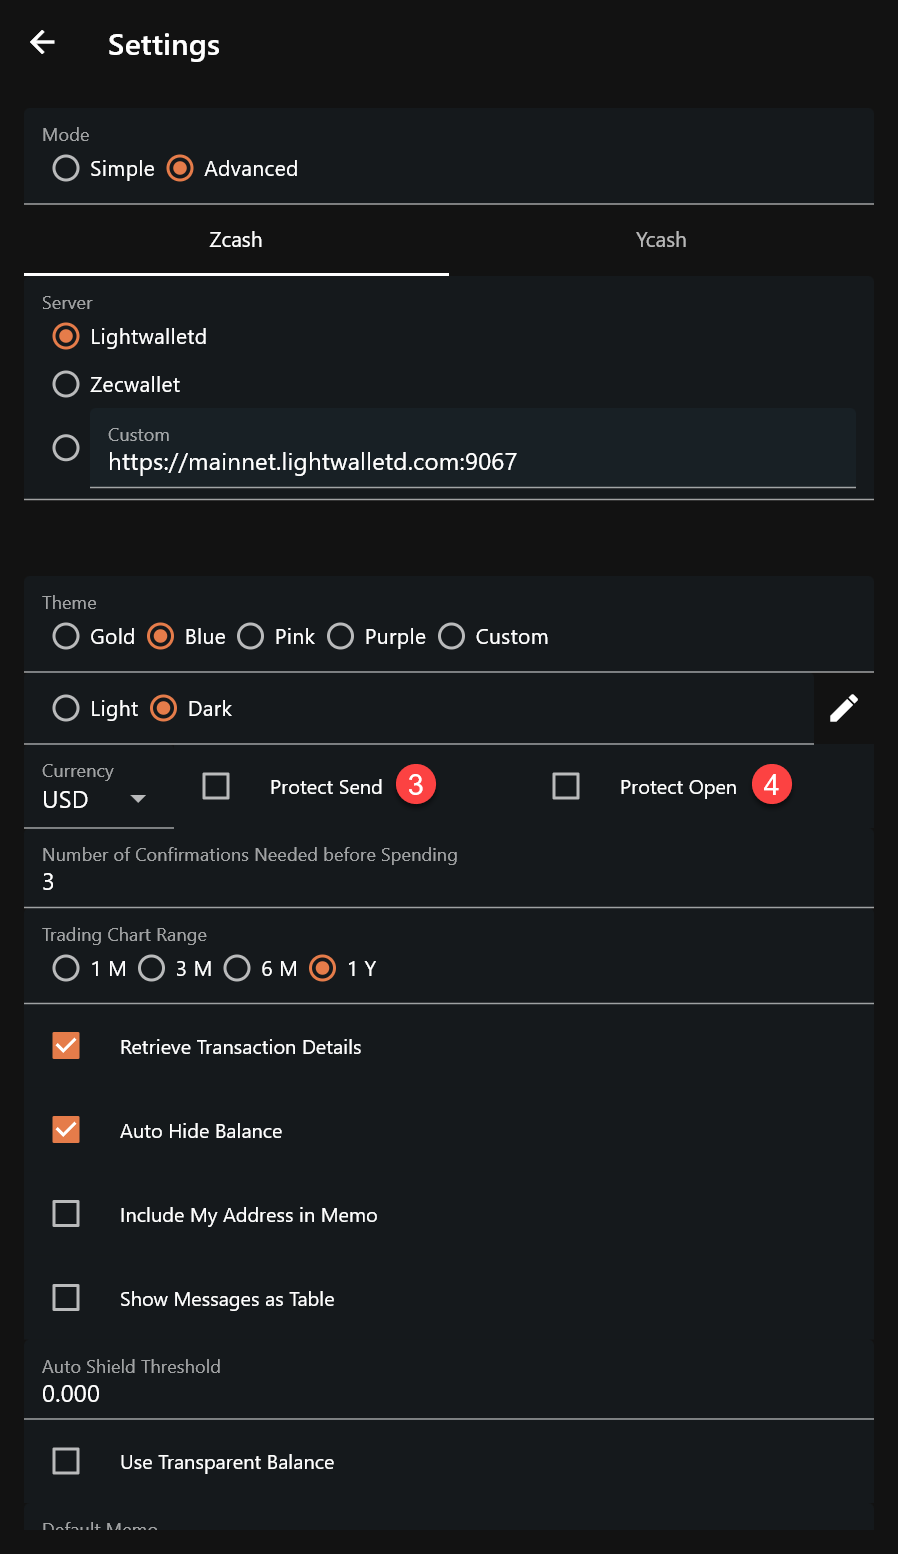 Settings
Mode
Simple Advanced
Zcash Ycash
Server
Lightwalletd
Zecwallet
Custom
https://mainnet.lightwalletd.com:9067
Theme
Gold Blue Pink Purple Custom
Light Dark
Currency
USD Protect Send 3 Protect Open 4
Number of Confirmations Needed before Spending
3
Trading Chart Range
1 M 3 M 6 M 1 Y
Retrieve Transaction Details
Auto Hide Balance
Include My Address in Memo
Show Messages as Table
Auto Shield Threshold
0.000
Use Transparent Balance
Default Memo